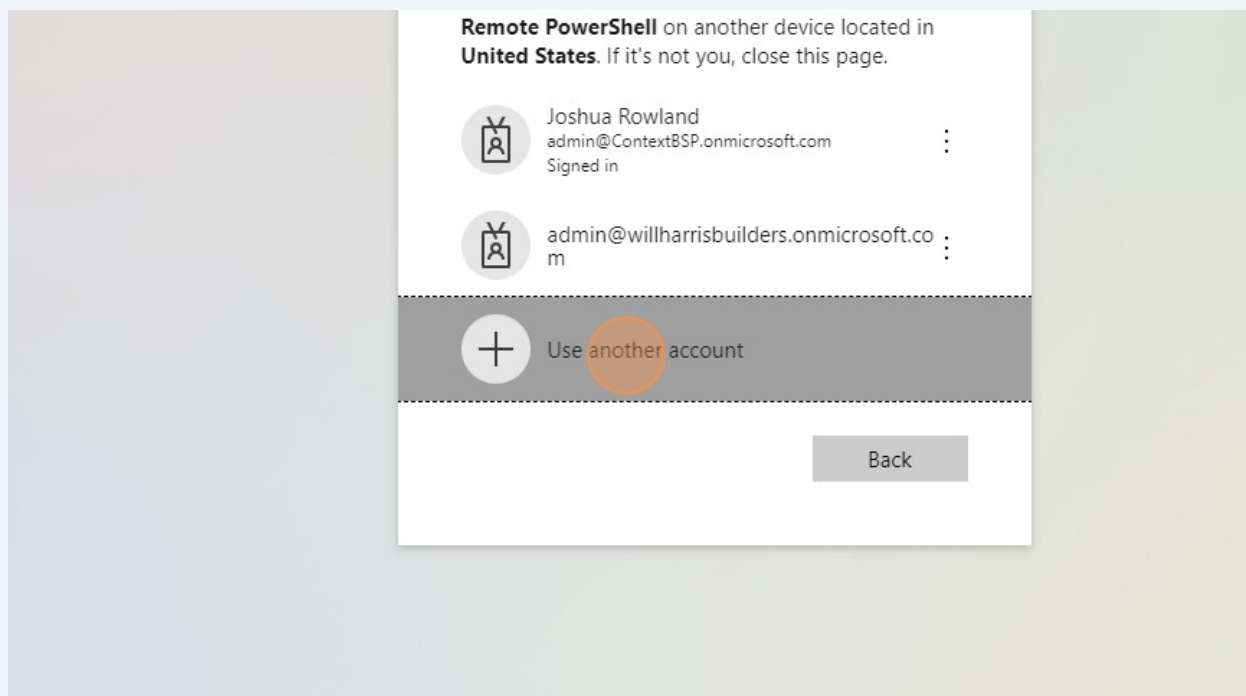 Remote PowerShell on another device located in
United States. If it's not you, close this page.
Joshua Rowland
admin@ContextBSP.onmicrosoft.com
Signed in
admin@willharrisbuilders.onmicrosoft.co
m
Use another account
Back